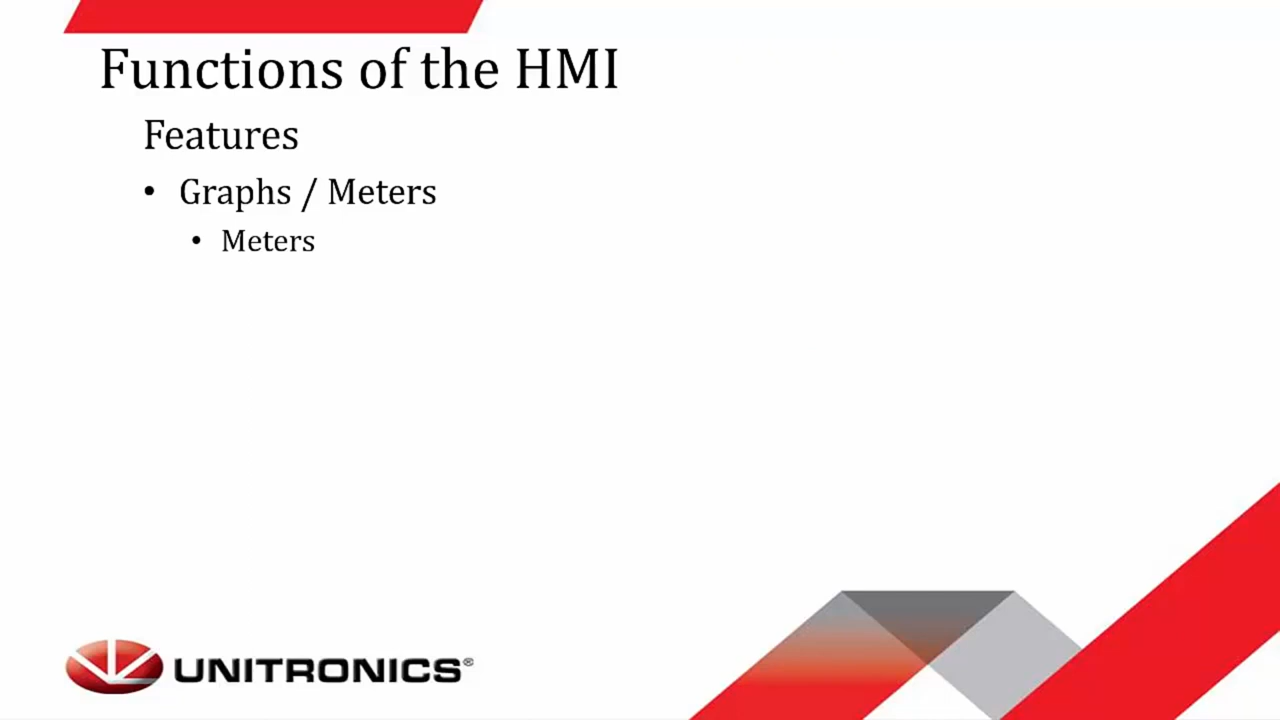 Functions of the HMI
Features
• Graphs / Meters
• Meters
UNITRONICS®